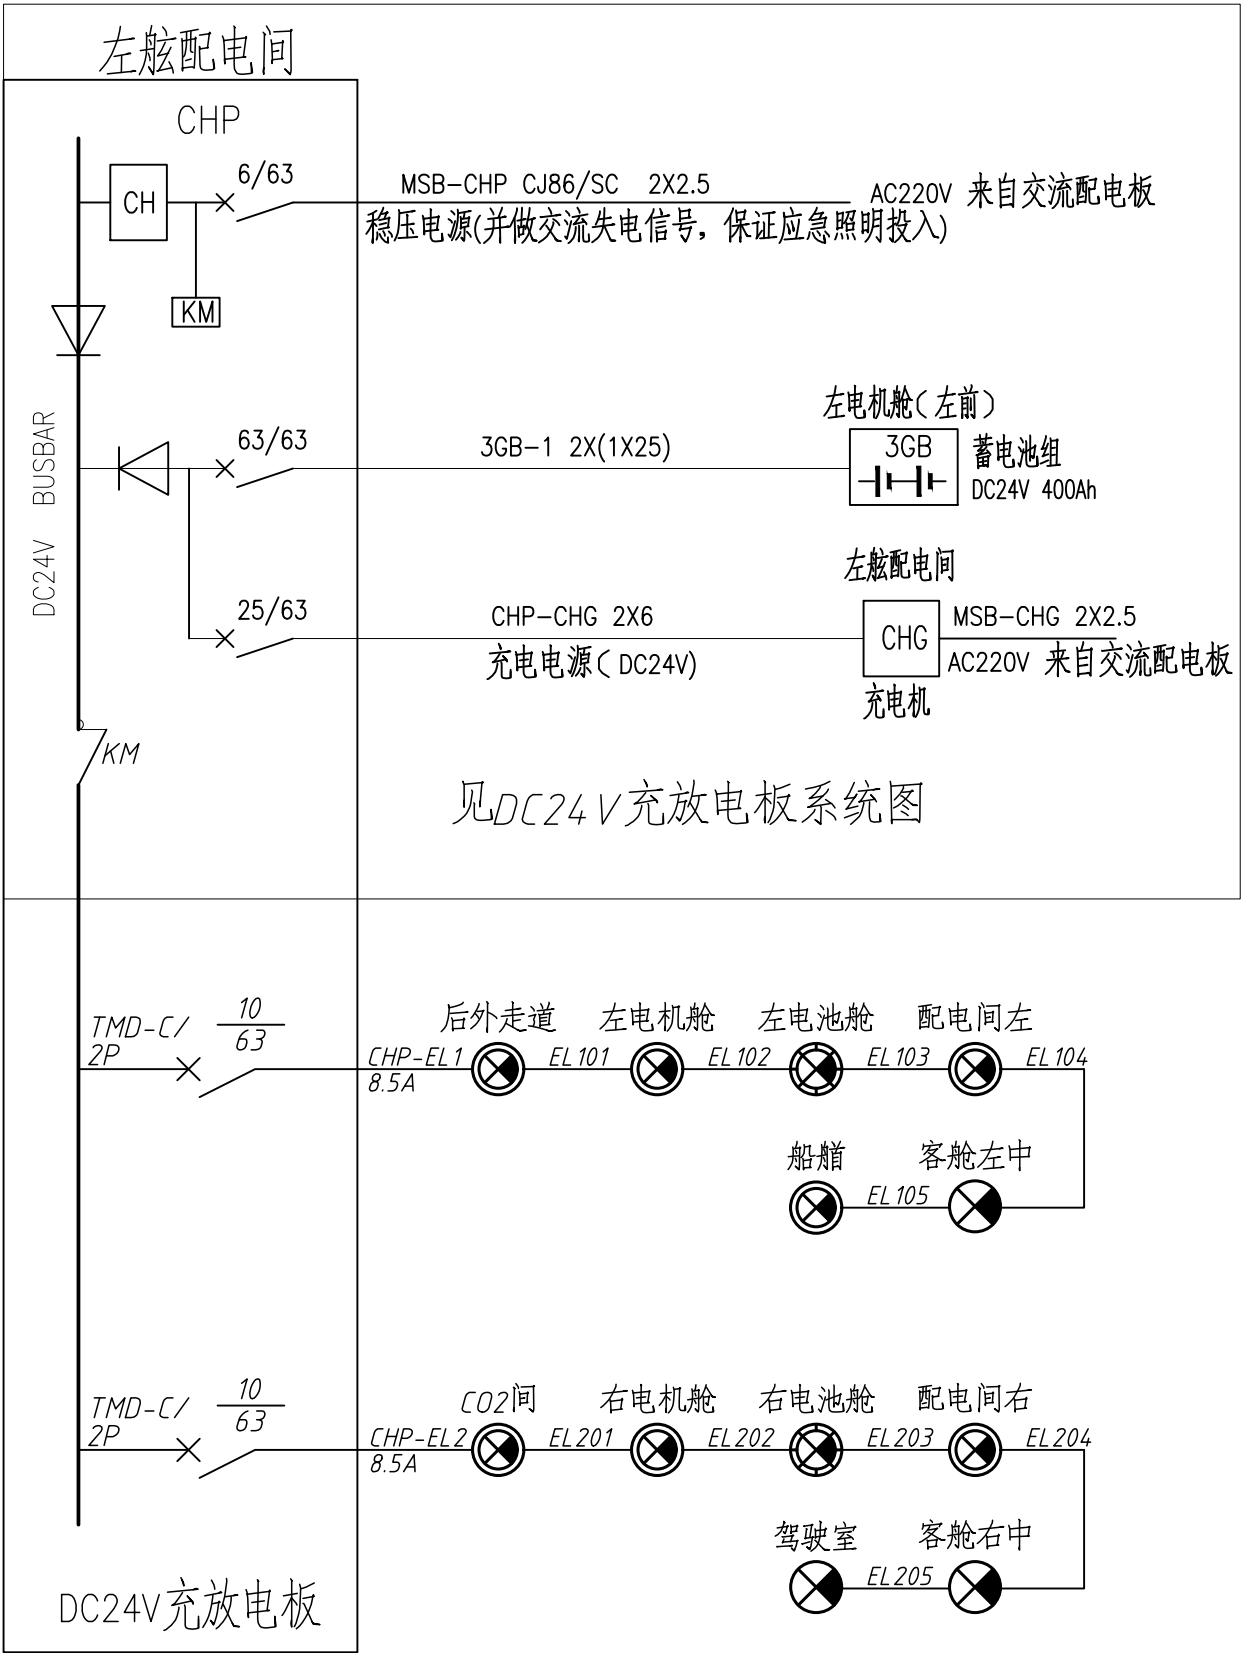 左舷配电间
CHP
CH
6/63
MSB-CHP CJ86/SC 2X2.5
AC220V 来自交流配电板
稳压电源(并做交流失电信号，保证应急照明投入)
KM
DC24V BUSBAR
左电机舱(左前)
63/63
3GB-1 2X(1X25)
3GB
蓄电池组
DC24V 400Ah
左舷配电间
25/63
CHP-CHG 2X6
充电电源(DC24V)
CHG
MSB-CHG 2X2.5
AC220V 来自交流配电板
充电机
KM
见DC24V充放电板系统图
TMD-C/
2P
10
63
CHP-EL1
8.5A
后外走道
EL101
左电机舱
EL102
左电池舱
EL103
配电间左
EL104
船艏
EL105
客舱左中
TMD-C/
2P
10
63
CHP-EL2
8.5A
CO2间
EL201
右电机舱
EL202
右电池舱
EL203
配电间右
EL204
驾驶室
EL205
客舱右中
DC24V充放电板